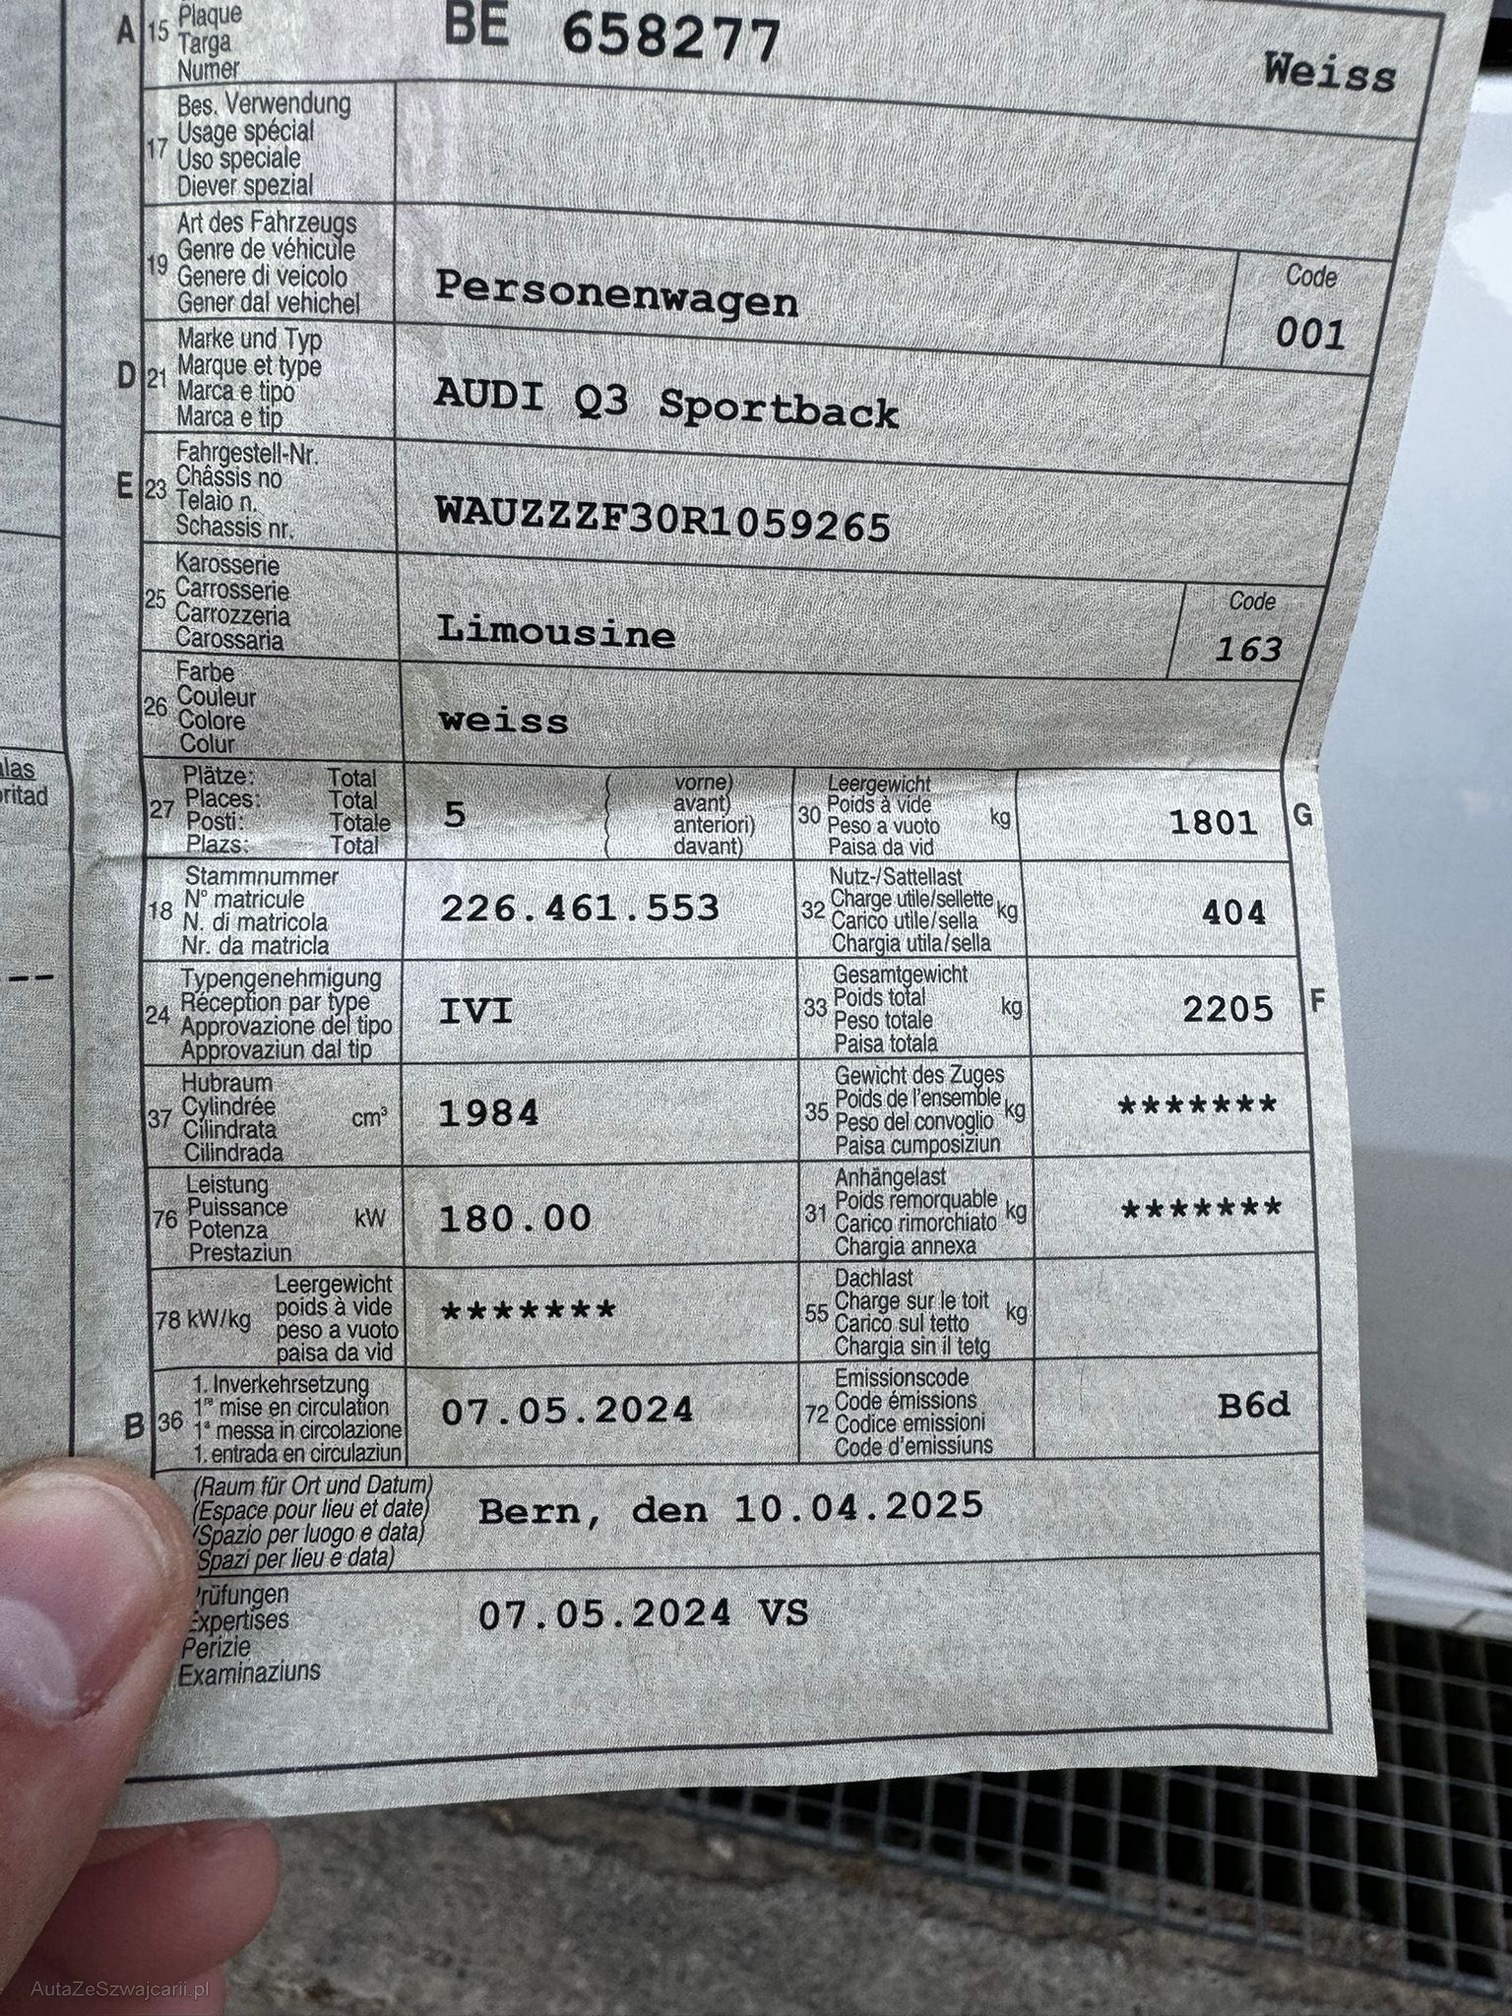 A 15 Plaque BE 658277 Weiss
Targa
Numer
17 Bes. Verwendung
Usage spécial
Uso speciale
Diever spezial
19 Art des Fahrzeugs
Genre de véhicule
Genere di veicolo
Gener dal vehichel
Personenwagen
Code
001
D 21 Marke und Typ
Marque et type
Marca e tipo
Marca e tip
AUDI Q3 Sportback
E 23 Fahrgestell-Nr.
Châssis no
Telaio n.
Schassis nr.
WAUZZZF30R1059265
25 Karosserie
Carrosserie
Carrozzeria
Carossaria
Limousine
Code
163
26 Farbe
Couleur
Colore
Colur
weiss
27 Plätze: Total
Places: Total
Posti: Totale
Plazs: Total
5
( vorne)
( avant)
( anteriori)
( davant)
30 Leergewicht
Poids à vide
Peso a vuoto
Paisa da vid
kg
1801 G
18 Stammnummer
N° matricule
N. di matricola
Nr. da matricla
226.461.553
32 Nutz-/Sattellast
Charge utile/sellette
Carico utile/sella
Chargia utila/sella
kg
404
24 Typengenehmigung
Réception par type
Approvazione del tipo
Approvaziun dal tip
IVI
33 Gesamtgewicht
Poids total
Peso totale
Paisa totala
kg
2205 F
37 Hubraum
Cylindrée
Cilindrata
Cilindrada
cm³
1984
35 Gewicht des Zuges
Poids de l'ensemble
Peso del convoglio
Paisa cumposiziun
kg
*******
76 Leistung
Puissance
Potenza
Prestaziun
kW
180.00
31 Anhängelast
Poids remorquable
Carico rimorchiato
Chargia annexa
kg
*******
78 kW/kg
Leergewicht
poids à vide
peso a vuoto
paisa da vid
*******
55 Dachlast
Charge sur le toit
Carico sul tetto
Chargia sin il tetg
kg
B 36 1. Inverkehrsetzung
1re mise en circulation
1a messa in circolazione
1. entrada en circulaziun
07.05.2024
72 Emissionscode
Code émissions
Codice emissioni
Code d'emissiuns
B6d
(Raum für Ort und Datum)
(Espace pour lieu et date)
(Spazio per luogo e data)
Spazi per lieu e data)
Bern, den 10.04.2025
rüfungen
Expertises
Perizie
Examinaziuns
07.05.2024 VS
las
ritad
--
AutaZeSzwajcarii.pl